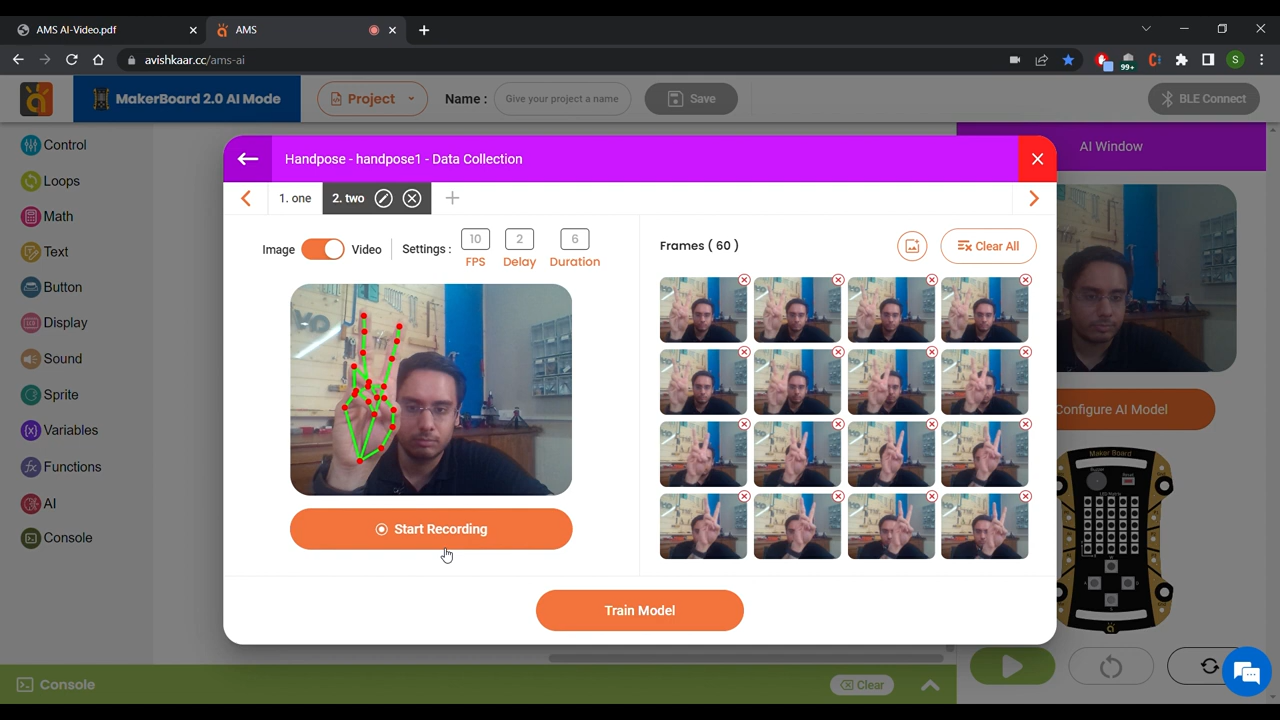 AMS AI-Video.pdf
AMS
avishkaar.cc/ams-ai
99+
S
MakerBoard 2.0 AI Mode
Project
Name :
Give your project a name
Save
BLE Connect
Control
Loops
Math
Text
Button
Display
Sound
Sprite
Variables
Functions
AI
Console
Handpose - handpose1 - Data Collection
AI Window
1. one
2. two
Image
Video
Settings :
10
2
6
FPS
Delay
Duration
Frames ( 60 )
Clear All
Start Recording
Train Model
Configure AI Model
Maker Board
Console
Clear